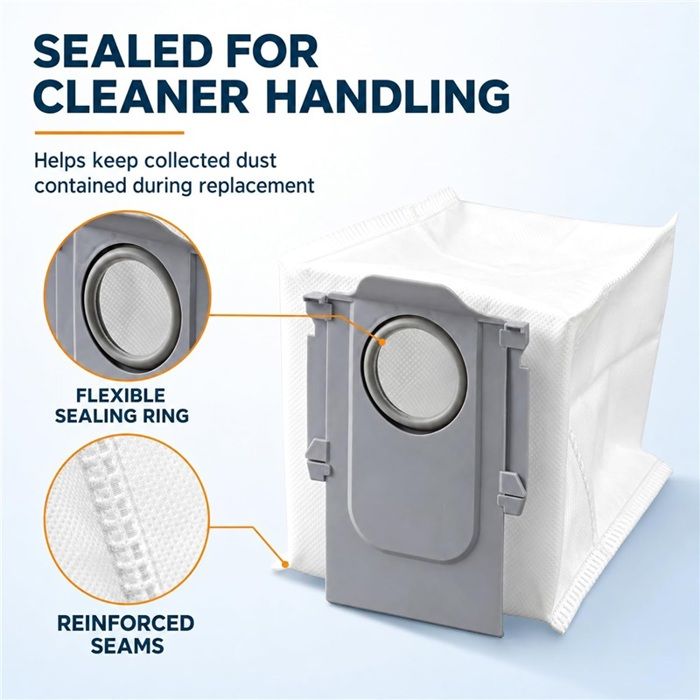 SEALED FOR
CLEANER HANDLING
Helps keep collected dust
contained during replacement
FLEXIBLE
SEALING RING
REINFORCED
SEAMS